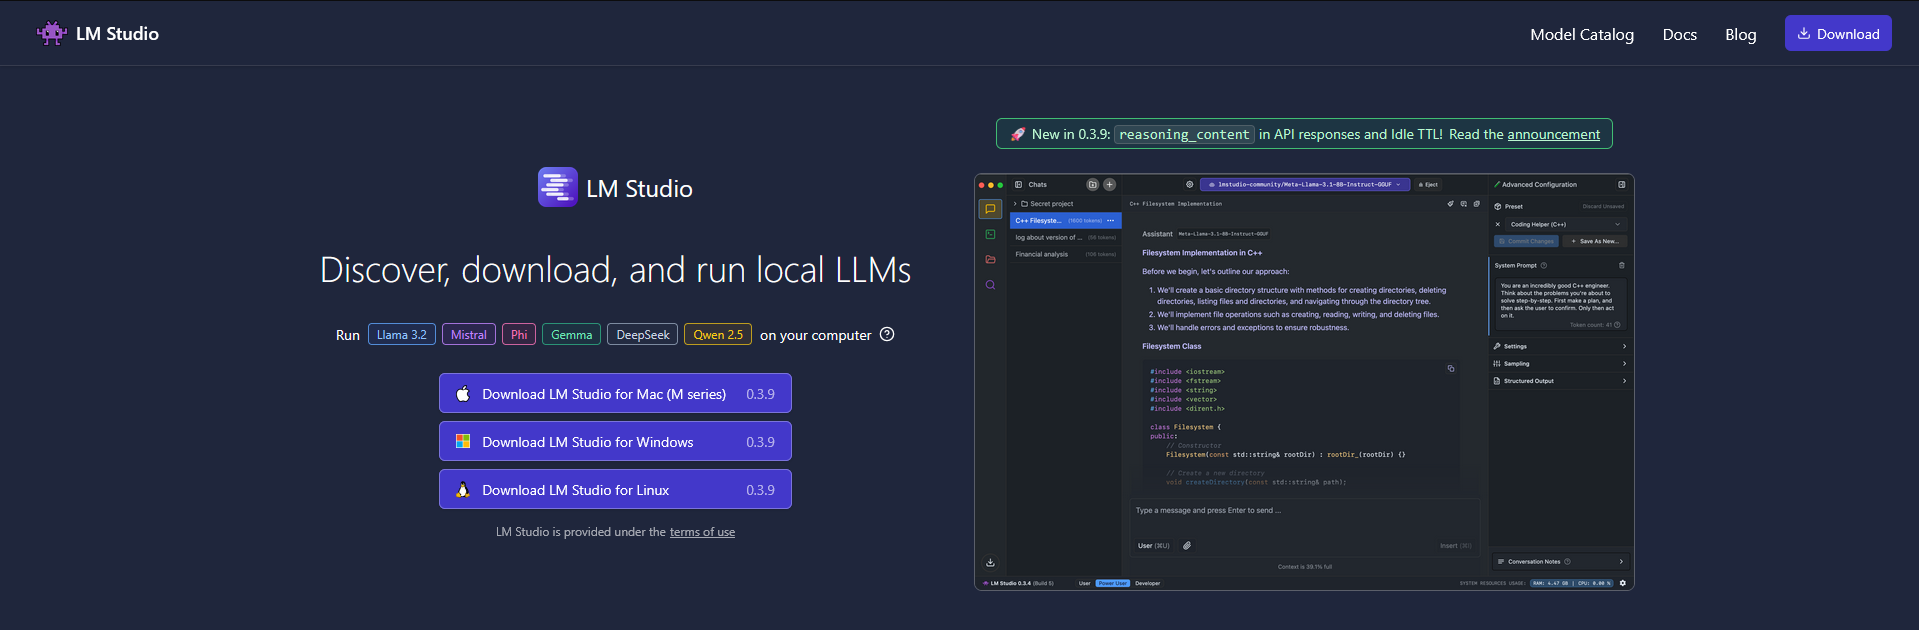 LM Studio
Model Catalog Docs Blog Download
🚀 New in 0.3.9: reasoning_content in API responses and Idle TTL! Read the announcement
LM Studio
Discover, download, and run local LLMs
Run Llama 3.2 Mistral Phi Gemma DeepSeek Qwen 2.5 on your computer
Download LM Studio for Mac (M series) 0.3.9
Download LM Studio for Windows 0.3.9
Download LM Studio for Linux 0.3.9
LM Studio is provided under the terms of use
Chats
Secret project
C++ Filesyste... (1600 tokens) ...
log about version of ... (56 tokens)
Financial analysis (106 tokens)
lmstudio-community/Meta-Llama-3.1-8B-Instruct-GGUF
Eject
C++ Filesystem Implementation
Assistant Meta-Llama-3.1-8B-Instruct-GGUF
Filesystem Implementation in C++
Before we begin, let's outline our approach:
1. We'll create a basic directory structure with methods for creating directories, deleting
directories, listing files and directories, and navigating through the directory tree.
2. We'll implement file operations such as creating, reading, writing, and deleting files.
3. We'll handle errors and exceptions to ensure robustness.
Filesystem Class
#include <iostream>
#include <fstream>
#include <string>
#include <vector>
#include <dirent.h>
class Filesystem {
public:
// Constructor
Filesystem(const std::string& rootDir) : rootDir_(rootDir) {}
// Create a new directory
void createDirectory(const std::string& path);
Type a message and press Enter to send ...
User (⌘U)
Insert (⌘I)
Context is 39.1% full
Advanced Configuration
Preset Discard Unsaved
Coding Helper (C++)
Commit Changes + Save As New...
System Prompt
You are an incredibly good C++ engineer.
Think about the problems you're about to
solve step-by-step. First make a plan, and
then ask the user to confirm. Only then act
on it.
Token count: 41
Settings
Sampling
Structured Output
Conversation Notes
LM Studio 0.3.4 (Build 5) User Power User Developer
SYSTEM RESOURCES USAGE: RAM: 4.47 GB | CPU: 0.00 %